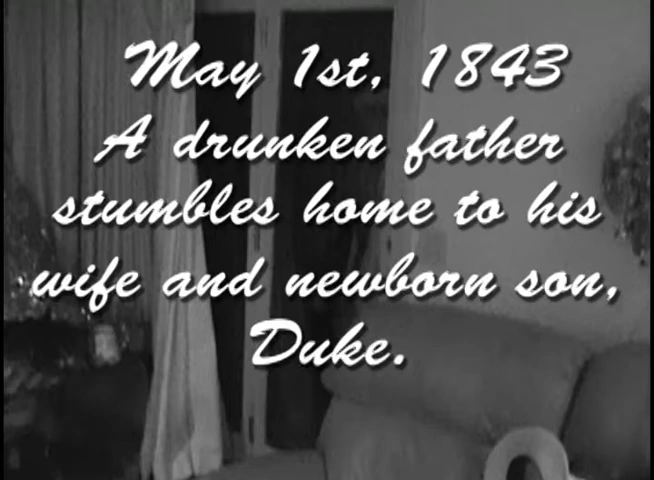 May 1st, 1843
A drunken father
stumbles home to his
wife and newborn son,
Duke.